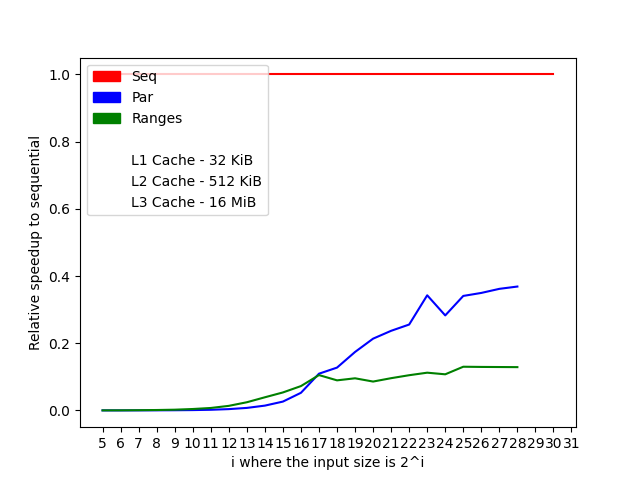 1.0
0.8
0.6
0.4
0.2
0.0
Relative speedup to sequential
Seq
Par
Ranges
L1 Cache - 32 KiB
L2 Cache - 512 KiB
L3 Cache - 16 MiB
5 6 7 8 9 10 11 12 13 14 15 16 17 18 19 20 21 22 23 24 25 26 27 28 29 30 31
i where the input size is 2^i